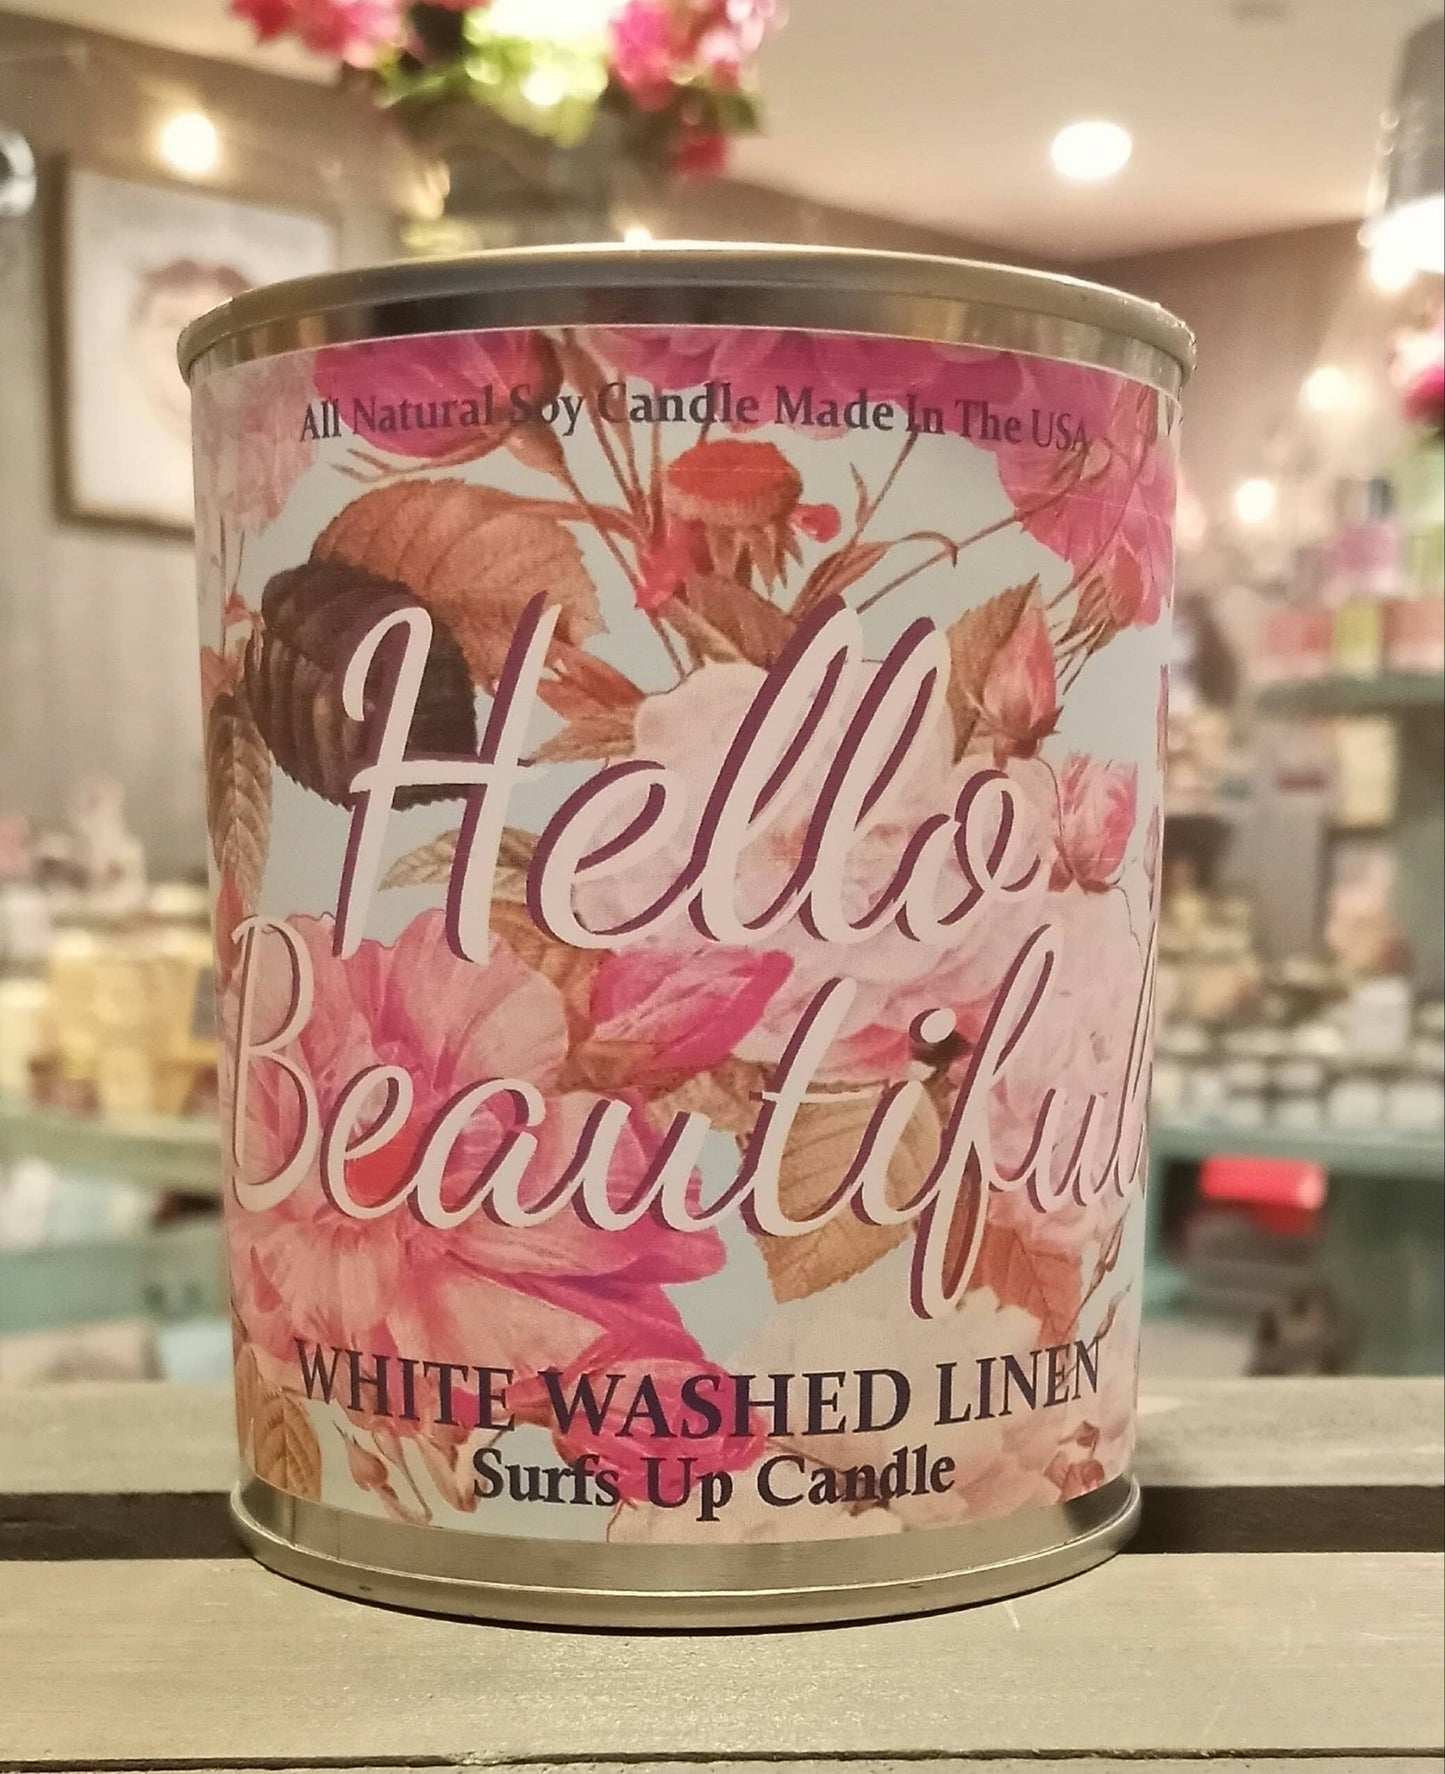 All Natural Soy Candle Made In The USA
Hello
Beautiful
WHITE WASHED LINEN
Surfs Up Candle